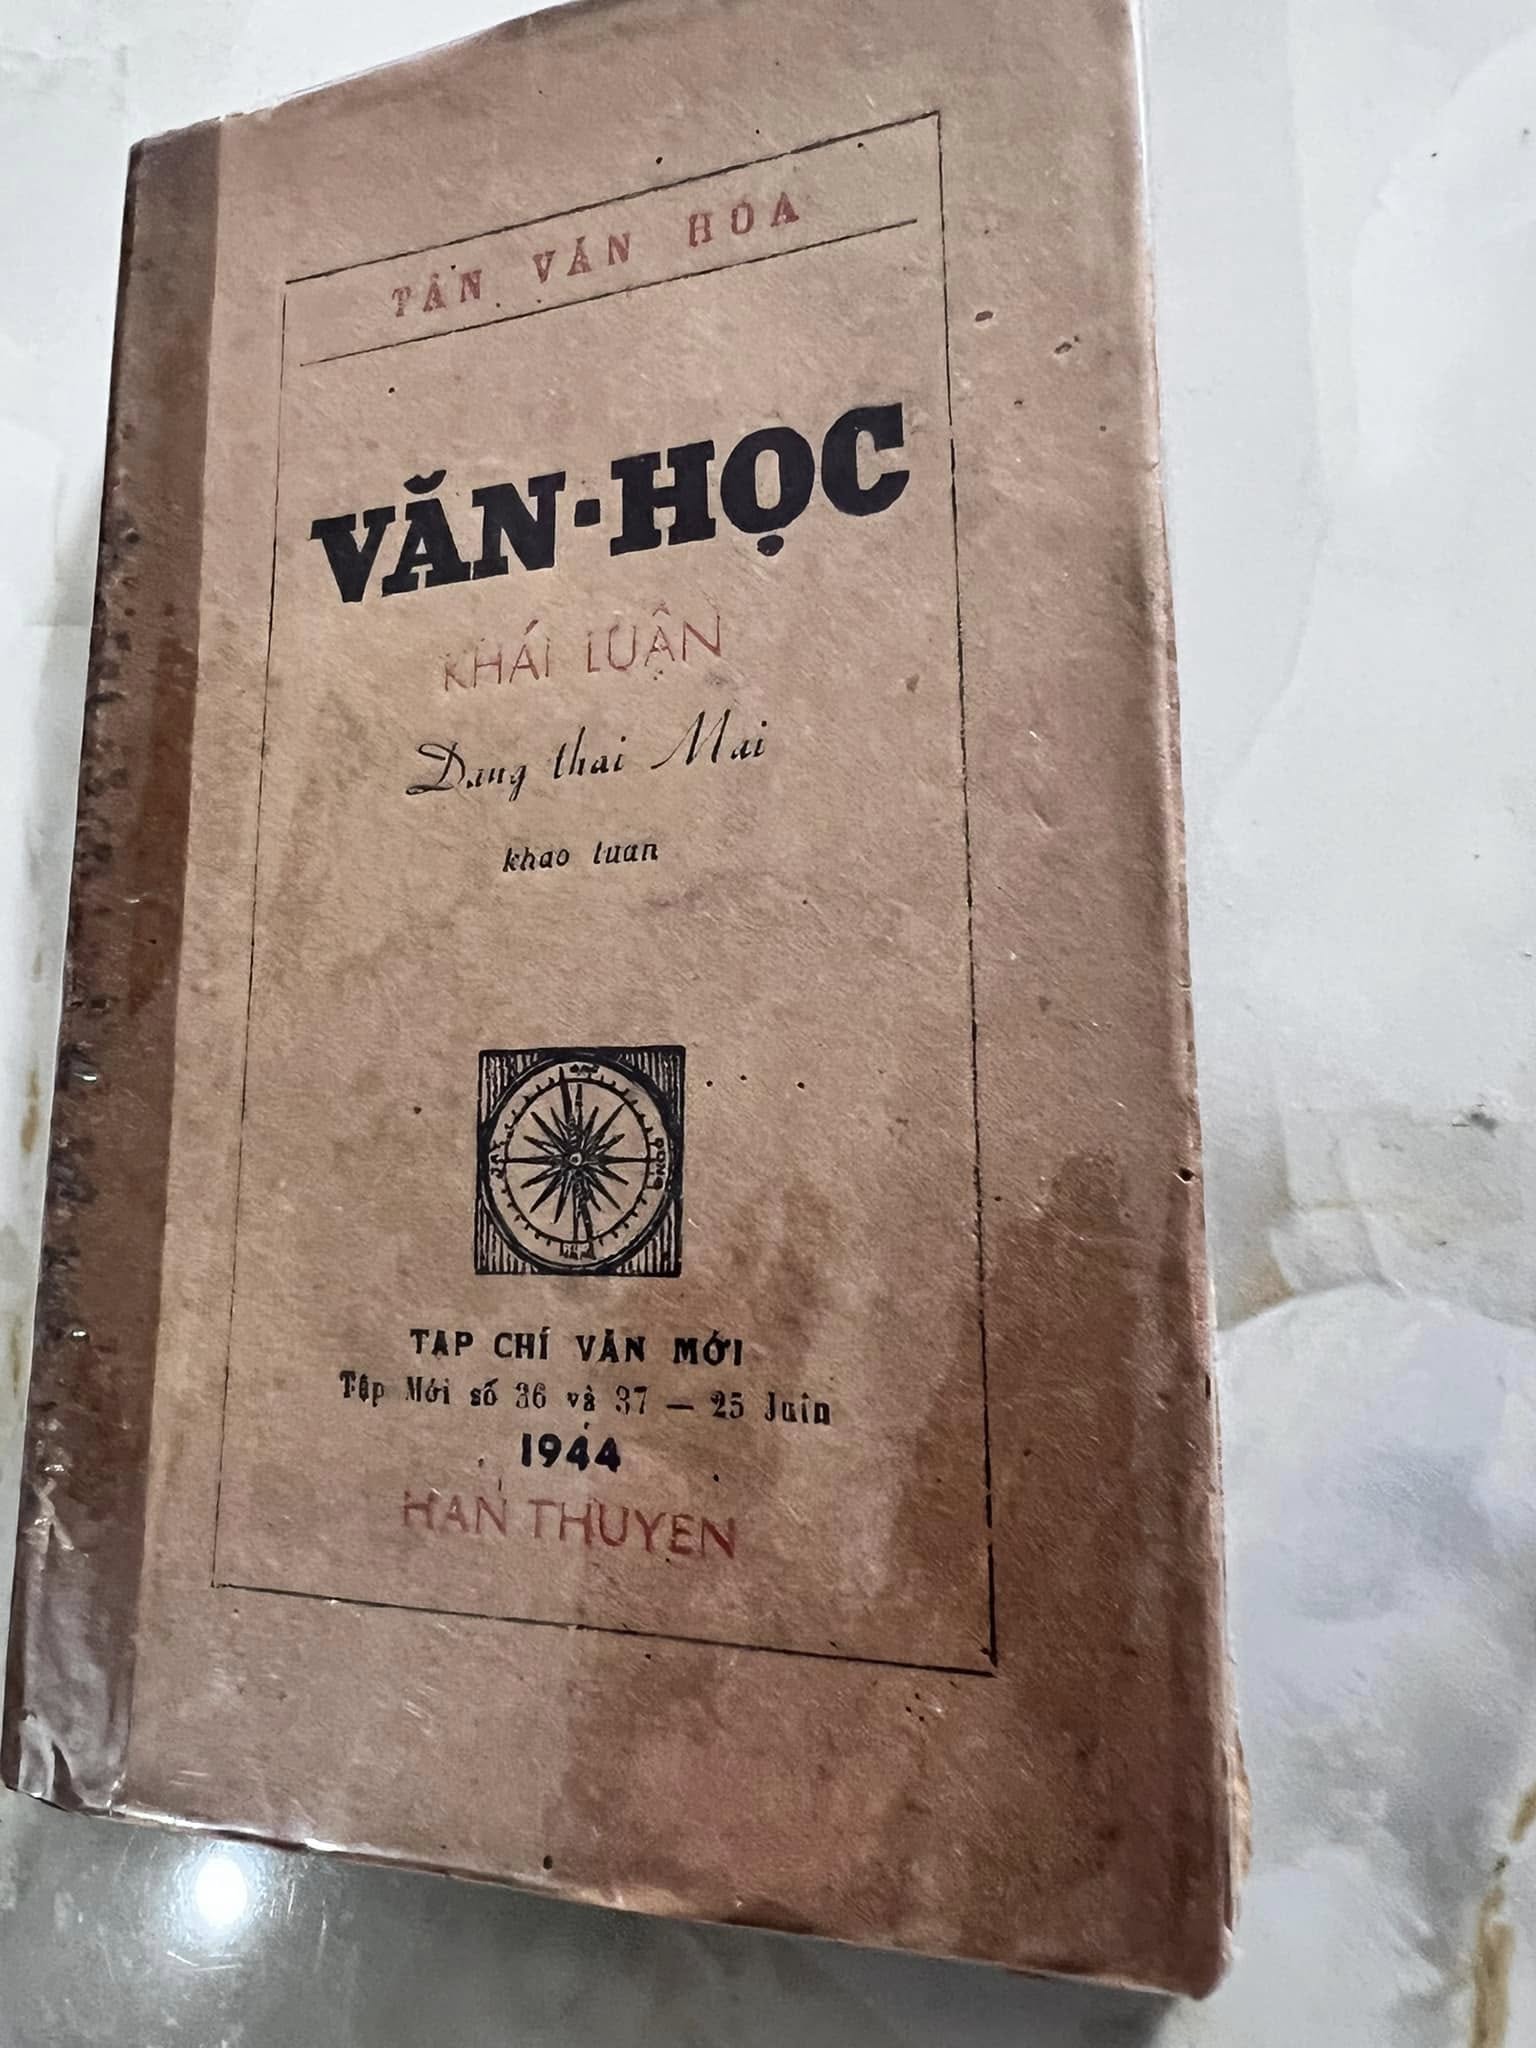 TÂN VĂN HÓA
VĂN·HỌC
KHÁI LUẬN
Dang thai Mai
khao luan
TẠP CHÍ VĂN MỚI
Tập Mới số 36 và 37 — 25 Juin
1944
HAN THUYEN